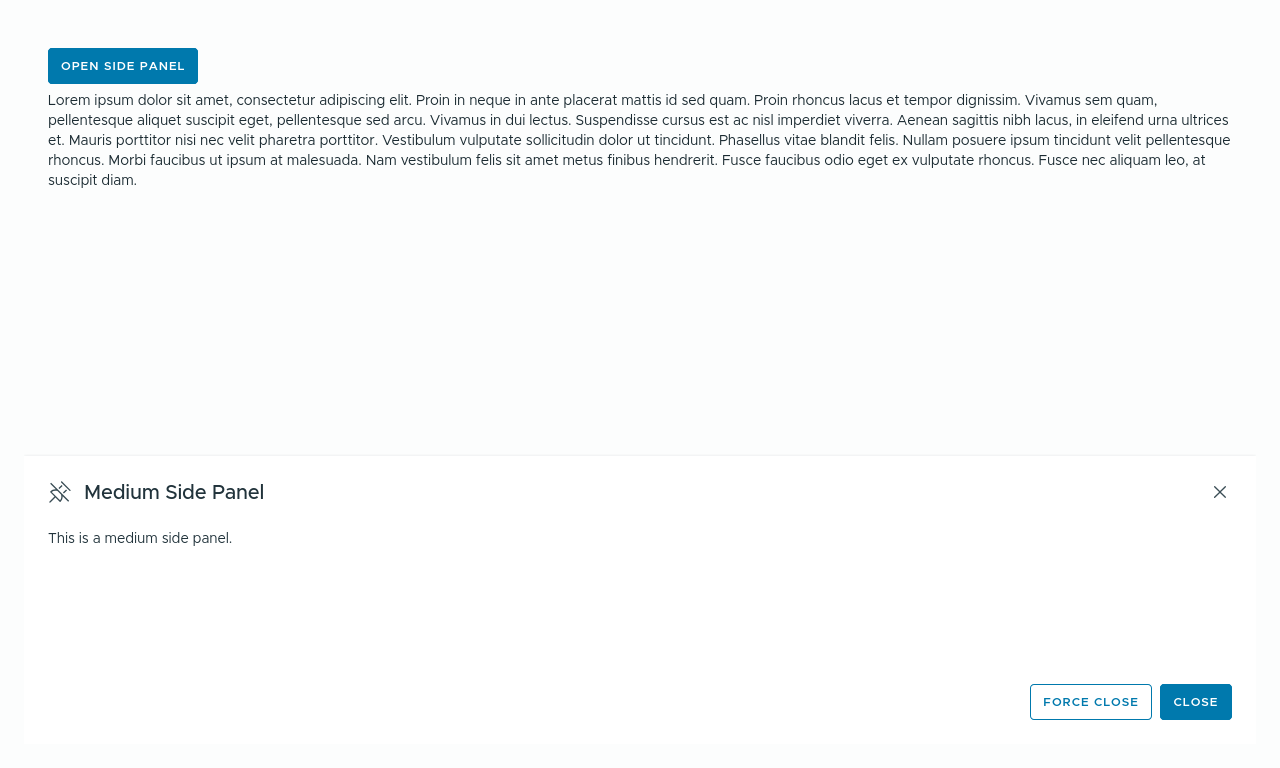 OPEN SIDE PANEL
Lorem ipsum dolor sit amet, consectetur adipiscing elit. Proin in neque in ante placerat mattis id sed quam. Proin rhoncus lacus et tempor dignissim. Vivamus sem quam,
pellentesque aliquet suscipit eget, pellentesque sed arcu. Vivamus in dui lectus. Suspendisse cursus est ac nisl imperdiet viverra. Aenean sagittis nibh lacus, in eleifend urna ultrices
et. Mauris porttitor nisi nec velit pharetra porttitor. Vestibulum vulputate sollicitudin dolor ut tincidunt. Phasellus vitae blandit felis. Nullam posuere ipsum tincidunt velit pellentesque
rhoncus. Morbi faucibus ut ipsum at malesuada. Nam vestibulum felis sit amet metus finibus hendrerit. Fusce faucibus odio eget ex vulputate rhoncus. Fusce nec aliquam leo, at
suscipit diam.
Medium Side Panel
This is a medium side panel.
FORCE CLOSE
CLOSE